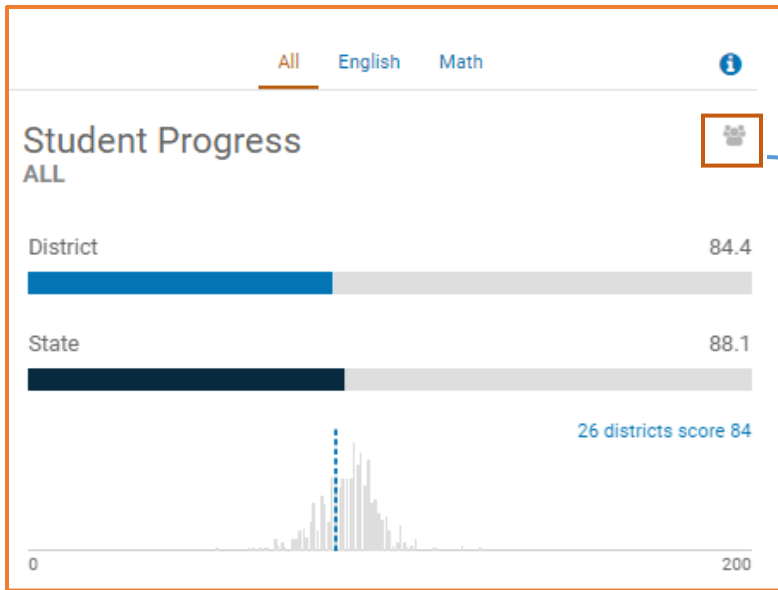 All English Math i
Student Progress
ALL
District 84.4
State 88.1
26 districts score 84
0 200